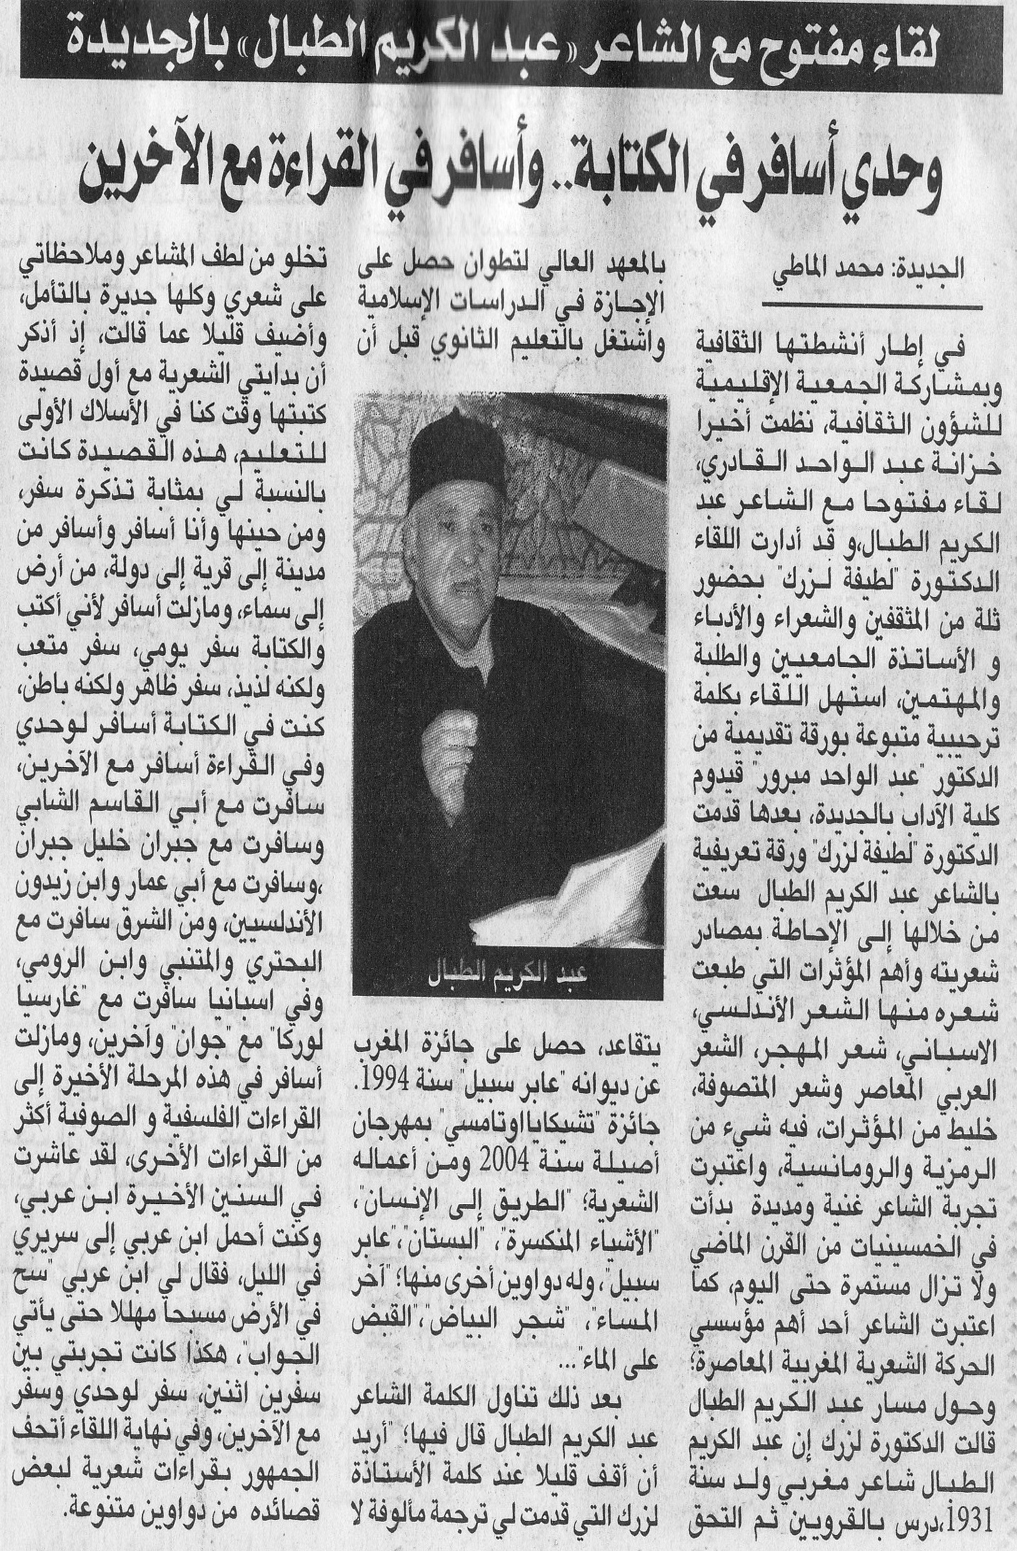 لقاء مفتوح مع الشاعر «عبد الكريم الطبال» بالجديدة
وحدي أسافر في الكتابة.. وأسافر في القراءة مع الآخرين
الجديدة: محمد الماطي
في إطار أنشطتها الثقافية
وبمشاركة الجمعية الإقليمية
للشؤون الثقافية، نظمت أخيرا
خزانة عبد الواحد القادري،
لقاء مفتوحا مع الشاعر عبد
الكريم الطبال،و قد أدارت اللقاء
الدكتورة "لطيفة لزرك" بحضور
ثلة من المثقفين والشعراء والأدباء
و الأساتذة الجامعيين والطلبة
والمهتمين، استهل اللقاء بكلمة
ترحيبية متبوعة بورقة تقديمية من
الدكتور "عبد الواحد مبرور" قيدوم
كلية الآداب بالجديدة، بعدها قدمت
الدكتورة "لطيفة لزرك" ورقة تعريفية
بالشاعر عبد الكريم الطبال سعت
من خلالها إلى الإحاطة بمصادر
شعريته وأهم المؤثرات التي طبعت
شعره منها الشعر الأندلسي،
الاسباني، شعر المهجر، الشعر
العربي المعاصر وشعر المتصوفة،
خليط من المؤثرات، فيه شيء من
الرمزية والرومانسية، واعتبرت
تجربة الشاعر غنية ومديدة بدأت
في الخمسينيات من القرن الماضي
ولا تزال مستمرة حتى اليوم، كما
اعتبرت الشاعر أحد أهم مؤسسي
الحركة الشعرية المغربية المعاصرة؛
وحول مسار عبد الكريم الطبال
قالت الدكتورة لزرك إن عبد الكريم
الطبال شاعر مغربي ولد سنة
1931،درس بالقرويين ثم التحق
بالمعهد العالي لتطوان حصل على
الإجازة في الدراسات الإسلامية
واشتغل بالتعليم الثانوي قبل أن
عبد الكريم الطبال
يتقاعد، حصل على جائزة المغرب
عن ديوانه "عابر سبيل" سنة 1994.
جائزة "تشيكايااوتامسي" بمهرجان
أصيلة سنة 2004 ومن أعماله
الشعرية؛ "الطريق إلى الإنسان"،
"الأشياء المنكسرة"، "البستان"،"عابر
سبيل"، وله دواوين أخرى منها؛ "آخر
المساء"، "شجر البياض"،"القبض
على الماء"...
بعد ذلك تناول الكلمة الشاعر
عبد الكريم الطبال قال فيها؛ "أريد
أن أقف قليلا عند كلمة الأستاذة
لزرك التي قدمت لي ترجمة مألوفة لا
تخلو من لطف المشاعر وملاحظاتي
على شعري وكلها جديرة بالتأمل،
وأضيف قليلا عما قالت، إذ أذكر
أن بدايتي الشعرية مع أول قصيدة
كتبتها وقت كنا في الأسلاك الأولى
للتعليم، هذه القصيدة كانت
بالنسبة لي بمثابة تذكرة سفر،
ومن حينها وأنا أسافر وأسافر من
مدينة إلى قرية إلى دولة، من أرض
إلى سماء، ومازلت أسافر لأني أكتب
والكتابة سفر يومي، سفر متعب
ولكنه لذيذ، سفر ظاهر ولكنه باطن،
كنت في الكتابة أسافر لوحدي
وفي القراءة أسافر مع الآخرين،
سافرت مع أبي القاسم الشابي
وسافرت مع جبران خليل جبران
،وسافرت مع أبي عمار وابن زيدون
الأندلسيين، ومن الشرق سافرت مع
البحتري والمتنبي وابن الرومي،
وفي اسبانيا سافرت مع "غارسيا
لوركا" مع "جوان" وآخرين، ومازلت
أسافر في هذه المرحلة الأخيرة إلى
القراءات الفلسفية و الصوفية أكثر
من القراءات الأخرى، لقد عاشرت
في السنين الأخيرة ابن عربي،
وكنت أحمل ابن عربي إلى سريري
في الليل، فقال لي ابن عربي "سح
في الأرض مسبحا مهللا حتى يأتي
الجواب"، هكذا كانت تجربتي بين
سفرين اثنين، سفر لوحدي وسفر
مع الآخرين، وفي نهاية اللقاء أتحف
الجمهور بقراءات شعرية لبعض
قصائده من دواوين متنوعة.